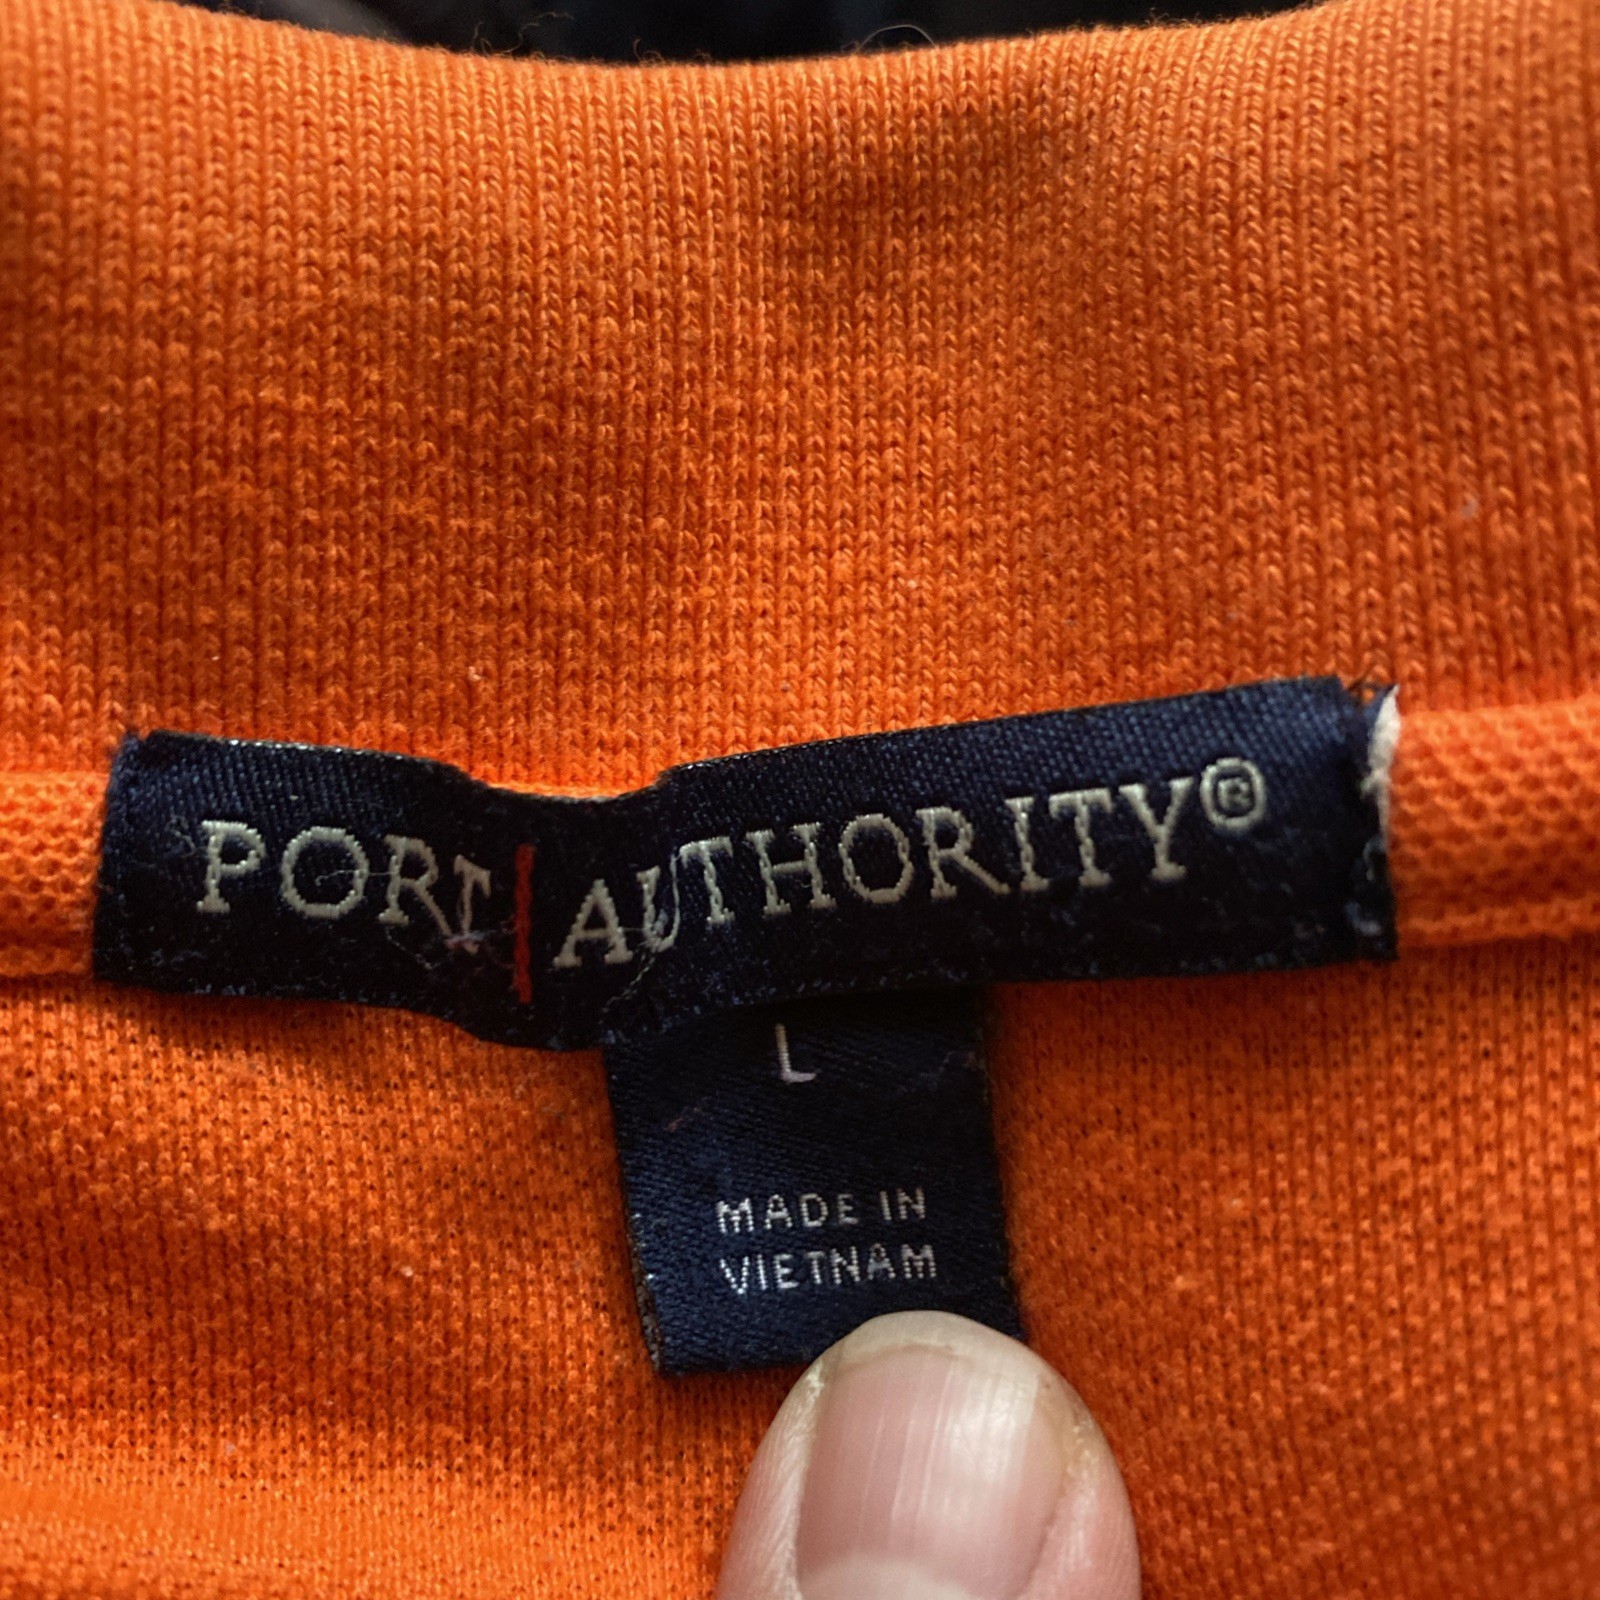 PORT | AUTHORITY®
L
MADE IN
VIETNAM